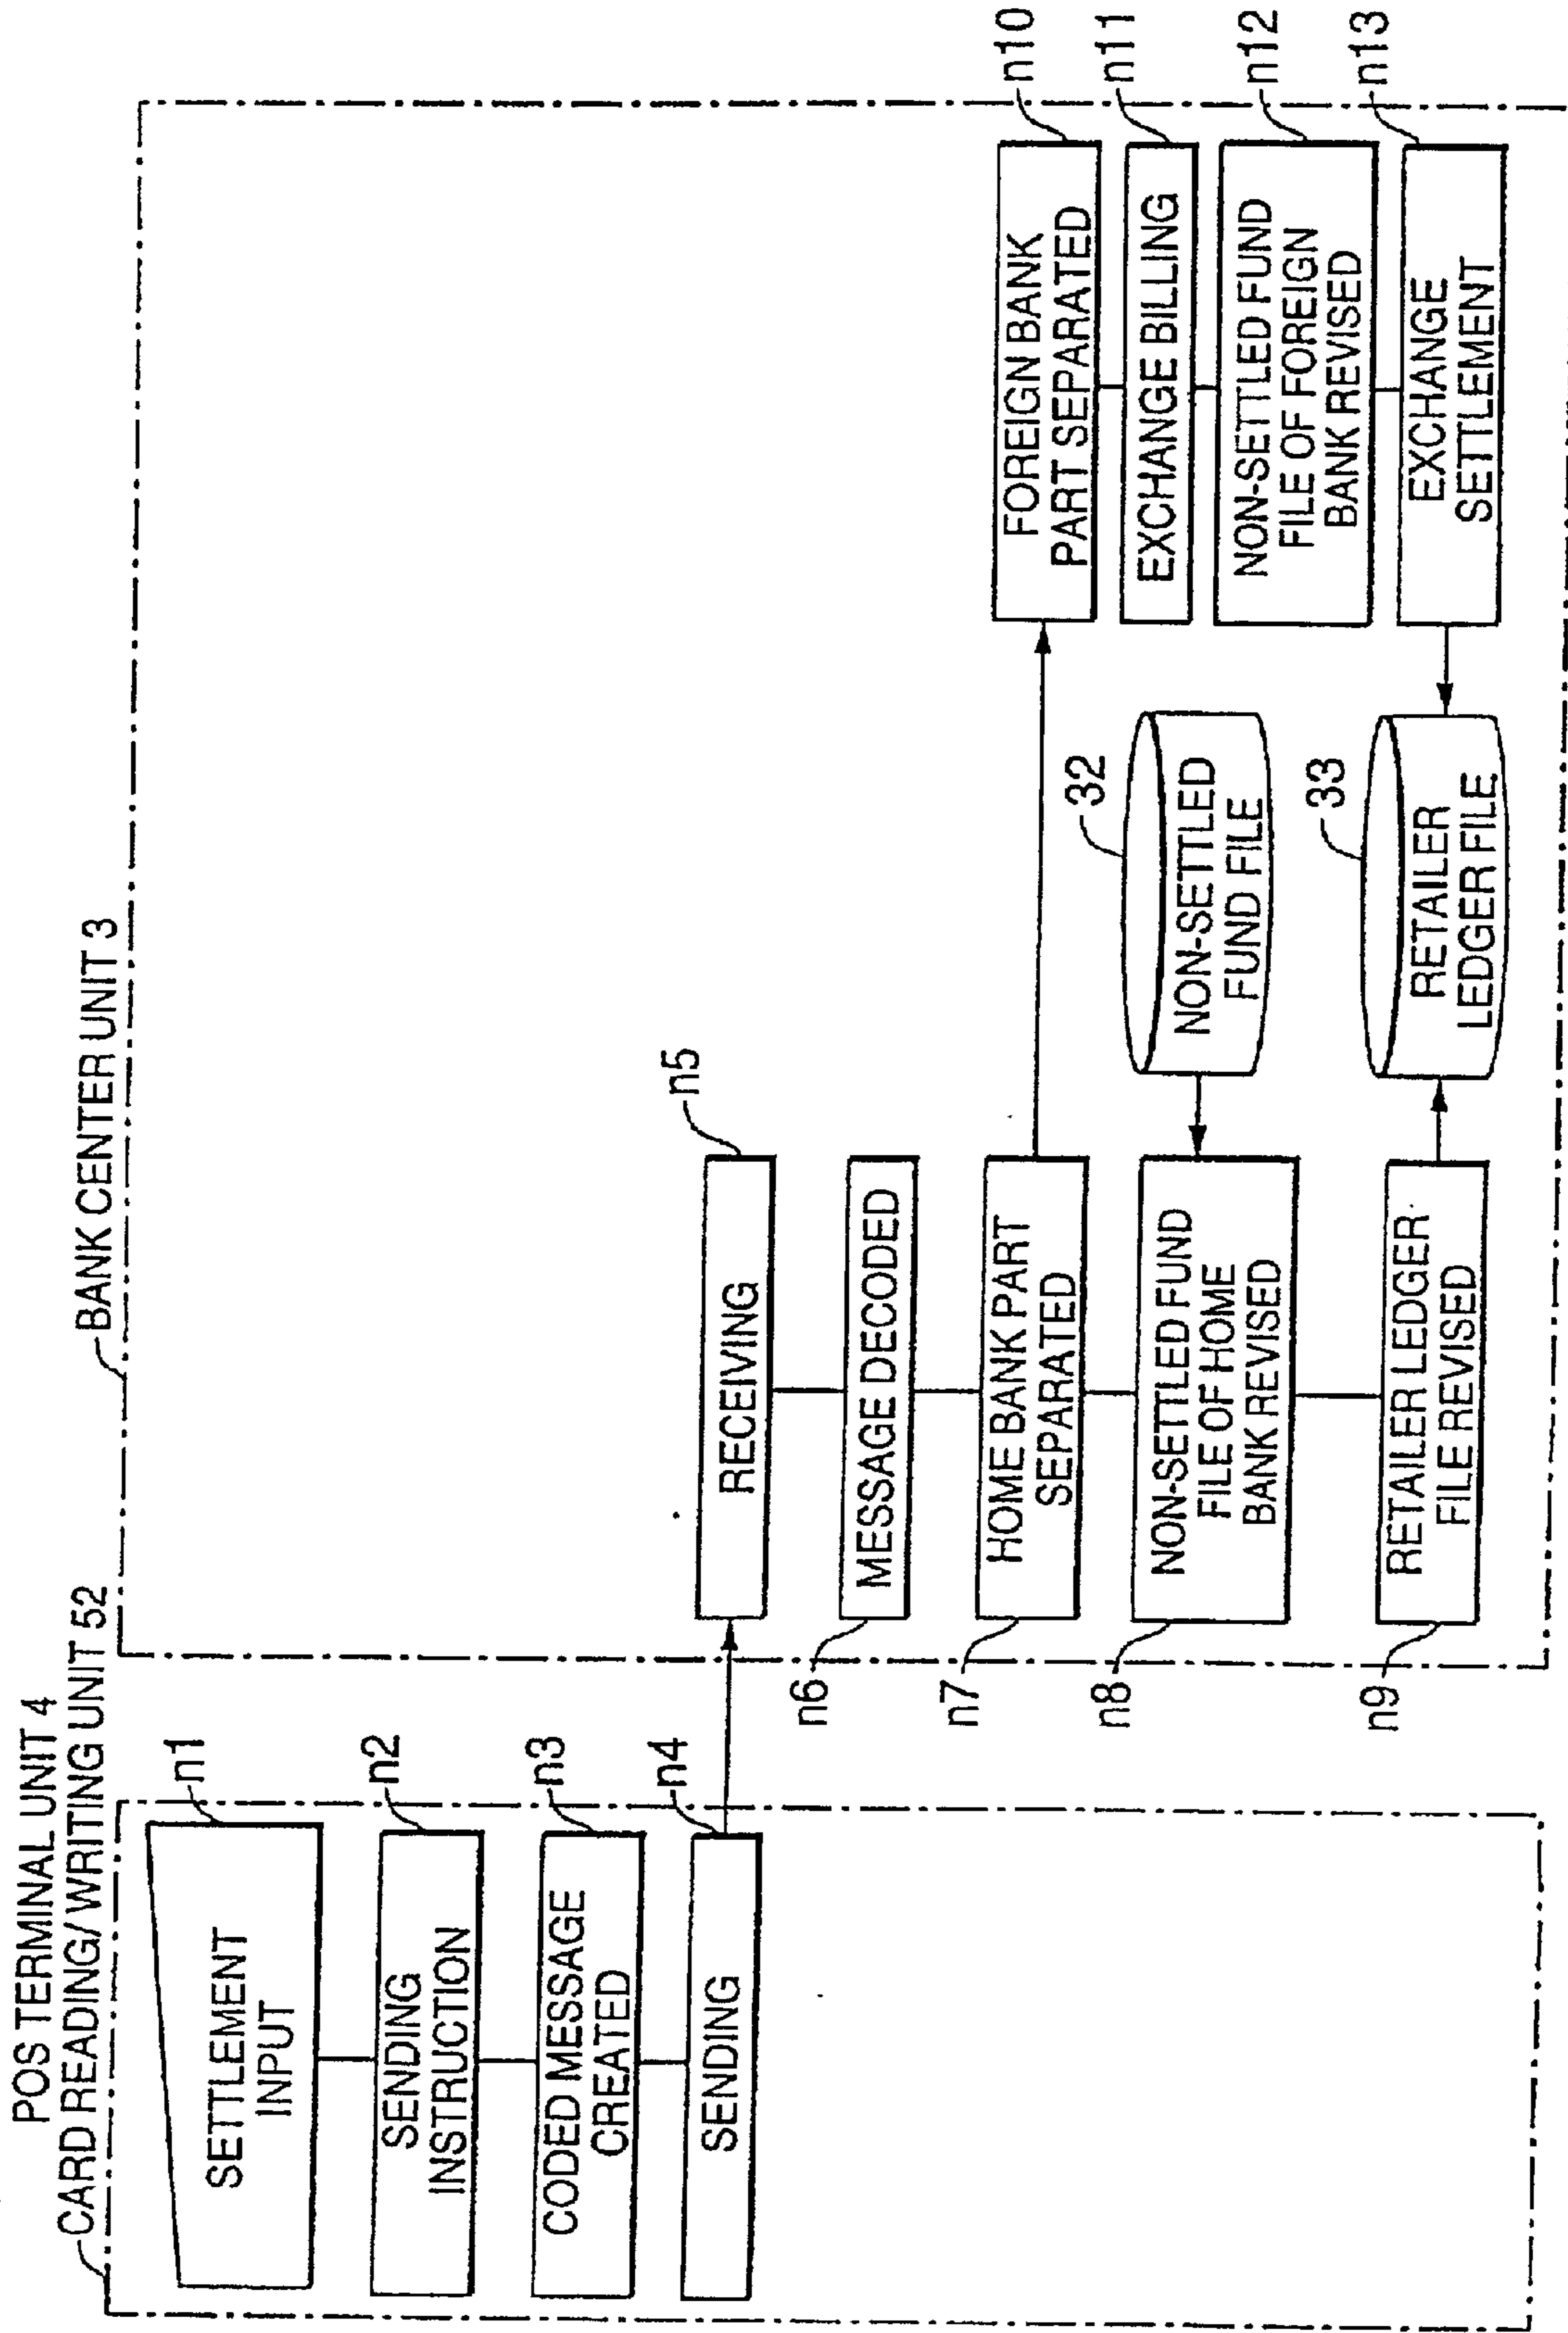 POS TERMINAL UNIT 4
CARD READING/WRITING UNIT 52
n1
SETTLEMENT
INPUT
n2
SENDING
INSTRUCTION
n3
CODED MESSAGE
CREATED
n4
SENDING
BANK CENTER UNIT 3
n5
RECEIVING
n6
MESSAGE DECODED
n7
HOME BANK PART
SEPARATED
n8
NON-SETTLED FUND
FILE OF HOME
BANK REVISED
n9
RETAILER LEDGER
FILE REVISED
32
NON-SETTLED
FUND FILE
33
RETAILER
LEDGER FILE
n10
FOREIGN BANK
PART SEPARATED
n11
EXCHANGE BILLING
n12
NON-SETTLED FUND
FILE OF FOREIGN
BANK REVISED
n13
EXCHANGE
SETTLEMENT